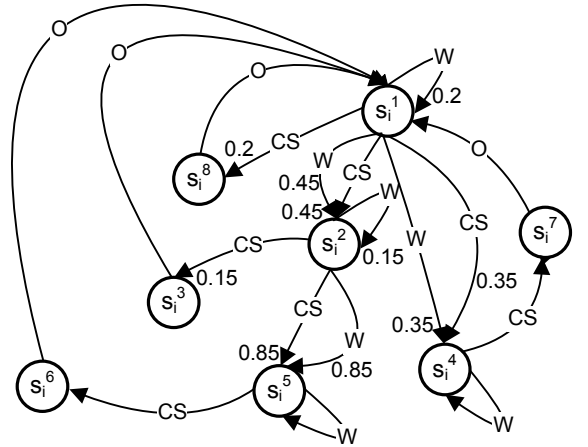 O
O
W
O
s_i^1
0.2
0.2
CS
W
CS
O
s_i^8
0.45
W
CS
0.45
s_i^2
W
s_i^7
CS
0.15
0.15
0.35
s_i^3
CS
W
0.35
CS
0.85
0.85
s_i^4
s_i^6
s_i^5
CS
W
W